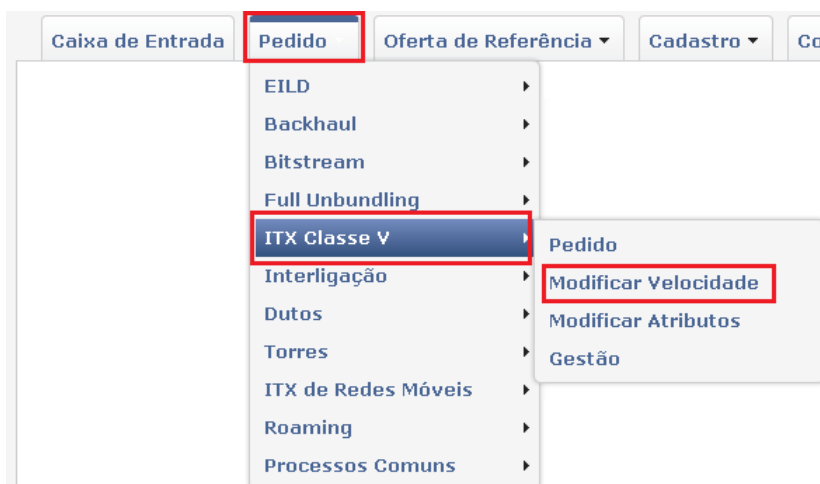 Caixa de Entrada Pedido Oferta de Referência Cadastro
EILD
Backhaul
Bitstream
Full Unbundling
ITX Classe V
Interligação
Dutos
Torres
ITX de Redes Móveis
Roaming
Processos Comuns
Pedido
Modificar Velocidade
Modificar Atributos
Gestão